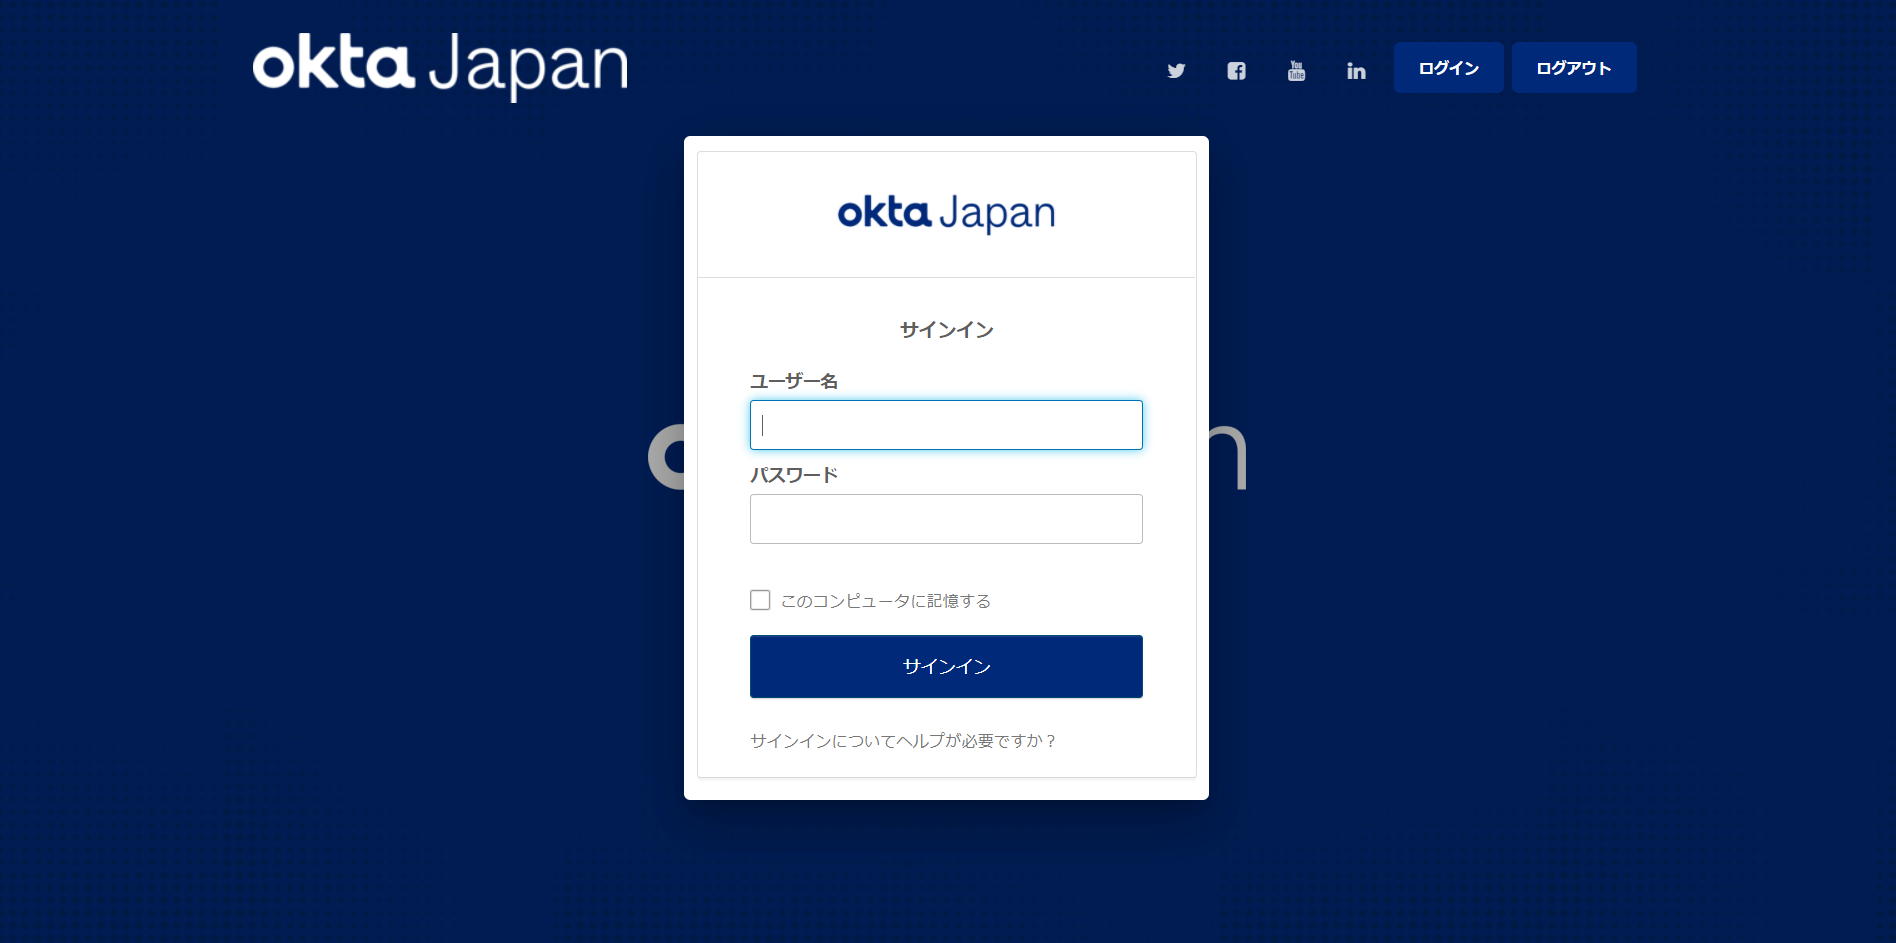 okta Japan
ログイン
ログアウト
okta Japan
サインイン
ユーザー名
パスワード
このコンピュータに記憶する
サインイン
サインインについてヘルプが必要ですか？